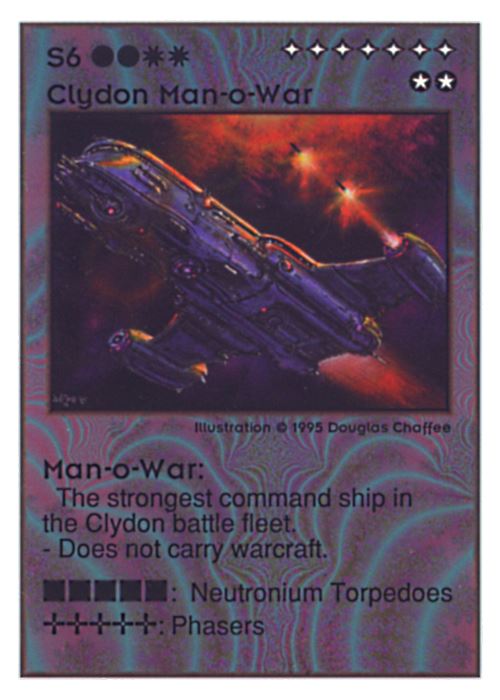 S6
Clydon Man-o-War
Illustration © 1995 Douglas Chaffee
Man-o-War:
The strongest command ship in
the Clydon battle fleet.
- Does not carry warcraft.
: Neutronium Torpedoes
: Phasers